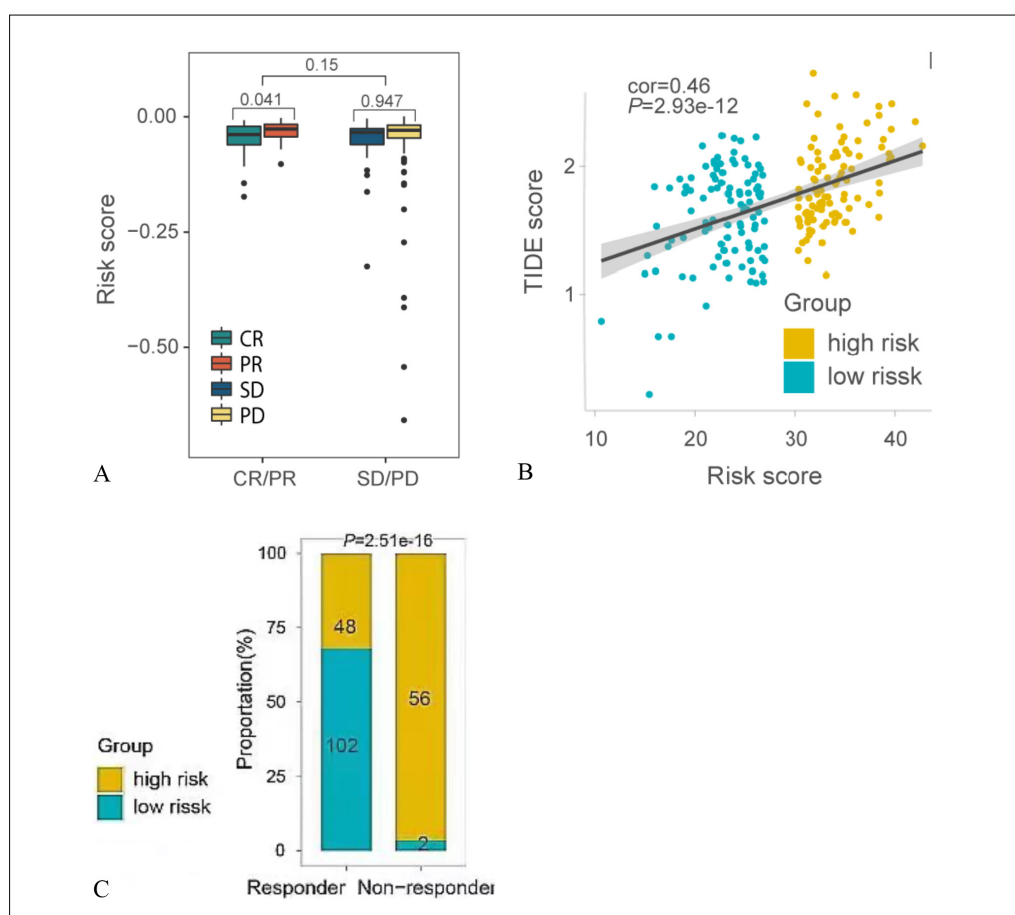 0.15
0.041
0.947
0.00
−0.25
−0.50
Risk score
CR
PR
SD
PD
CR/PR
SD/PD
A
cor=0.46
P=2.93e-12
2
1
TIDE score
Group
high risk
low rissk
10
20
30
40
Risk score
B
P=2.51e-16
100
75
50
25
0
Proportation(%)
48
102
56
2
Group
high risk
low rissk
Responder
Non−responder
C